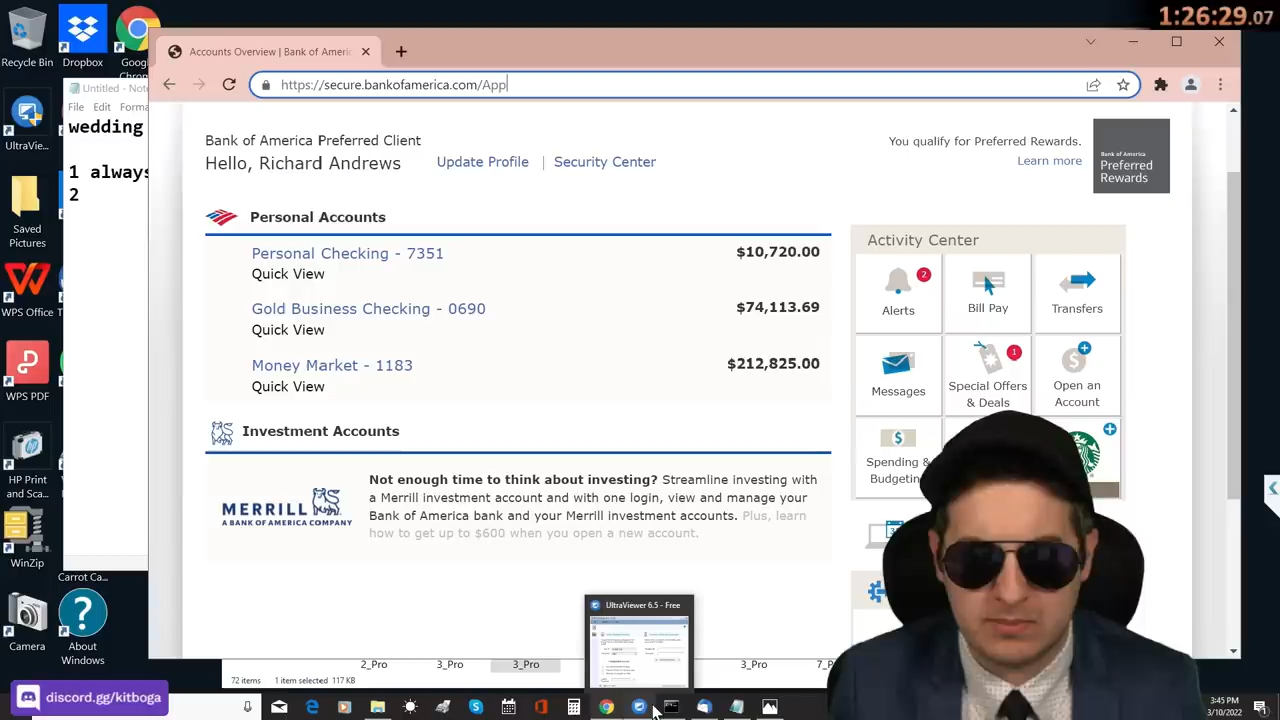 1:26:29.07
Recycle Bin
Dropbox
Google
Chrom
Accounts Overview | Bank of Americ
https://secure.bankofamerica.com/App
Untitled - Note
File Edit Forma
wedding
1 always
2
UltraVie...
Saved
Pictures
WPS Office
WPS PDF
HP Print
and Sca...
WinZip
Carrot Ca...
Camera
About
Windows
Bank of America Preferred Client
Hello, Richard Andrews
Update Profile | Security Center
You qualify for Preferred Rewards.
Learn more
Bank of America
Preferred
Rewards
Personal Accounts
Personal Checking - 7351 $10,720.00
Quick View
Gold Business Checking - 0690 $74,113.69
Quick View
Money Market - 1183 $212,825.00
Quick View
Investment Accounts
Not enough time to think about investing? Streamline investing with
a Merrill investment account and with one login, view and manage your
Bank of America bank and your Merrill investment accounts. Plus, learn
how to get up to $600 when you open a new account.
MERRILL
A BANK OF AMERICA COMPANY
Activity Center
2
Alerts
Bill Pay
Transfers
Messages
1
Special Offers
& Deals
Open an
Account
Spending &
Budgeting
UltraViewer 6.5 - Free
2_Pro 3_Pro 3_Pro 3_Pro 7_P
72 items 1 item selected 117 KB
discord.gg/kitboga
3:45 PM
3/10/2022